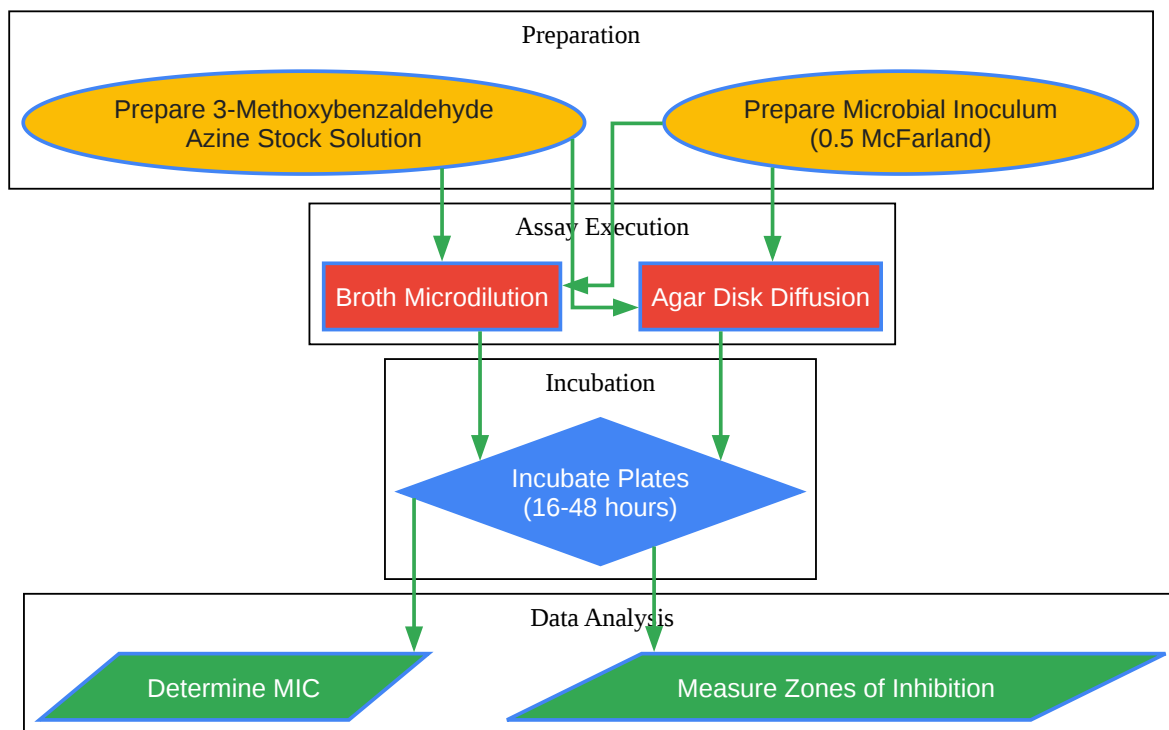 Preparation
Prepare 3-Methoxybenzaldehyde
Azine Stock Solution
Prepare Microbial Inoculum
(0.5 McFarland)
Assay Execution
Broth Microdilution
Agar Disk Diffusion
Incubation
Incubate Plates
(16-48 hours)
Data Analysis
Determine MIC
Measure Zones of Inhibition